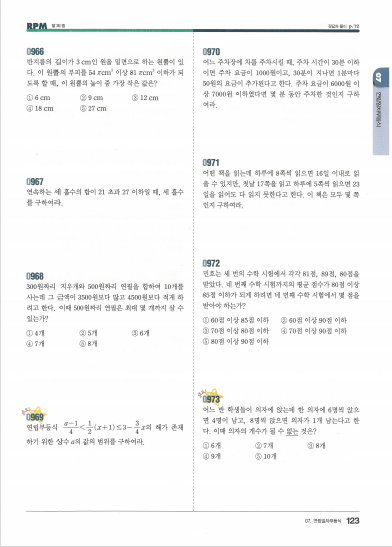 RPM 알피엠
정답과 풀이 p.72
0966
반지름의 길이가 3 cm인 원을 밑면으로 하는 원뿔이 있
다. 이 원뿔의 부피를 54π cm³ 이상 81π cm³ 이하가 되
도록 할 때, 이 원뿔의 높이 중 가장 작은 값은?
① 6 cm ② 9 cm ③ 12 cm
④ 18 cm ⑤ 27 cm
0967
연속하는 세 홀수의 합이 21 초과 27 이하일 때, 세 홀수
를 구하여라.
0968
300원짜리 지우개와 500원짜리 연필을 합하여 10개를
사는데 그 금액이 3500원보다 많고 4500원보다 적게 하
려고 한다. 이때 500원짜리 연필은 최대 몇 개까지 살 수
있는가?
① 4개 ② 5개 ③ 6개
④ 7개 ⑤ 8개
0969
연립부등식 (a-1)/4 < 1/2(x+1) ≤ 3 - 3/4 x의 해가 존재
하기 위한 상수 a의 값의 범위를 구하여라.
0970
어느 주차장에 차를 주차시킬 때, 주차 시간이 30분 이하
이면 주차 요금이 1000원이고, 30분이 지나면 1분마다
50원의 요금이 추가된다고 한다. 주차 요금이 6000원 이
상 7000원 이하였다면 몇 분 동안 주차한 것인지 구하
여라.
0971
어떤 책을 읽는데 하루에 8쪽씩 읽으면 16일 이내로 읽
을 수 있지만, 첫날 17쪽을 읽고 하루에 5쪽씩 읽으면 23
일을 읽어도 다 읽지 못한다고 한다. 이 책은 모두 몇 쪽
인지 구하여라.
0972
민호는 세 번의 수학 시험에서 각각 81점, 89점, 80점을
받았다. 네 번째 수학 시험까지의 평균 점수가 80점 이상
85점 이하가 되게 하려면 네 번째 수학 시험에서 몇 점을
받아야 하는가?
① 60점 이상 85점 이하 ② 60점 이상 90점 이하
③ 70점 이상 80점 이하 ④ 70점 이상 90점 이하
⑤ 80점 이상 90점 이하
0973
어느 반 학생들이 의자에 앉는데 한 의자에 6명씩 앉으
면 4명이 남고, 8명씩 앉으면 의자가 1개 남는다고 한
다. 이때 의자의 개수가 될 수 없는 것은?
① 6개 ② 7개 ③ 8개
④ 9개 ⑤ 10개
07
연립일차부등식
07. 연립일차부등식 123